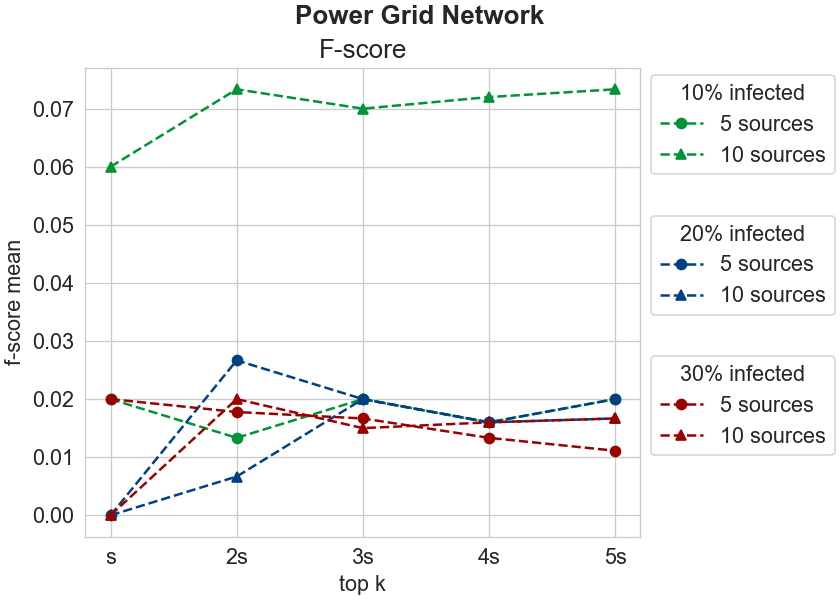 Power Grid Network
F-score
0.07
0.06
0.05
0.04
0.03
0.02
0.01
0.00
f-score mean
s 2s 3s 4s 5s
top k
10% infected
5 sources
10 sources
20% infected
5 sources
10 sources
30% infected
5 sources
10 sources